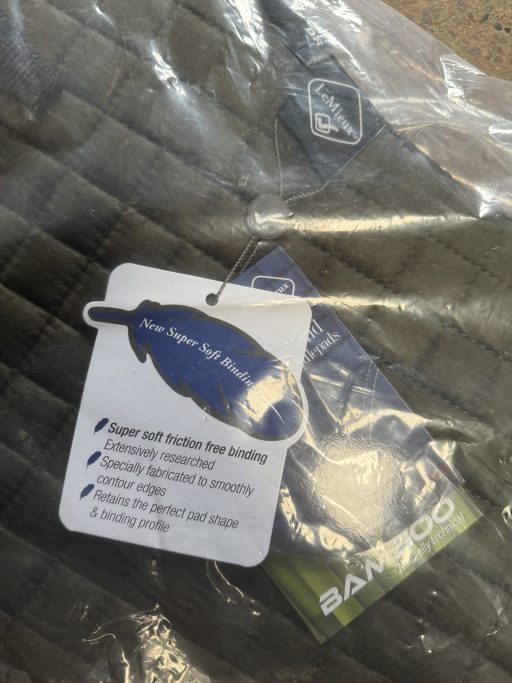 LeMieux
New Super Soft Binding
Super soft friction free binding
Extensively researched
Specially fabricated to smoothly
contour edges
Retains the perfect pad shape
& binding profile
BAMBOO